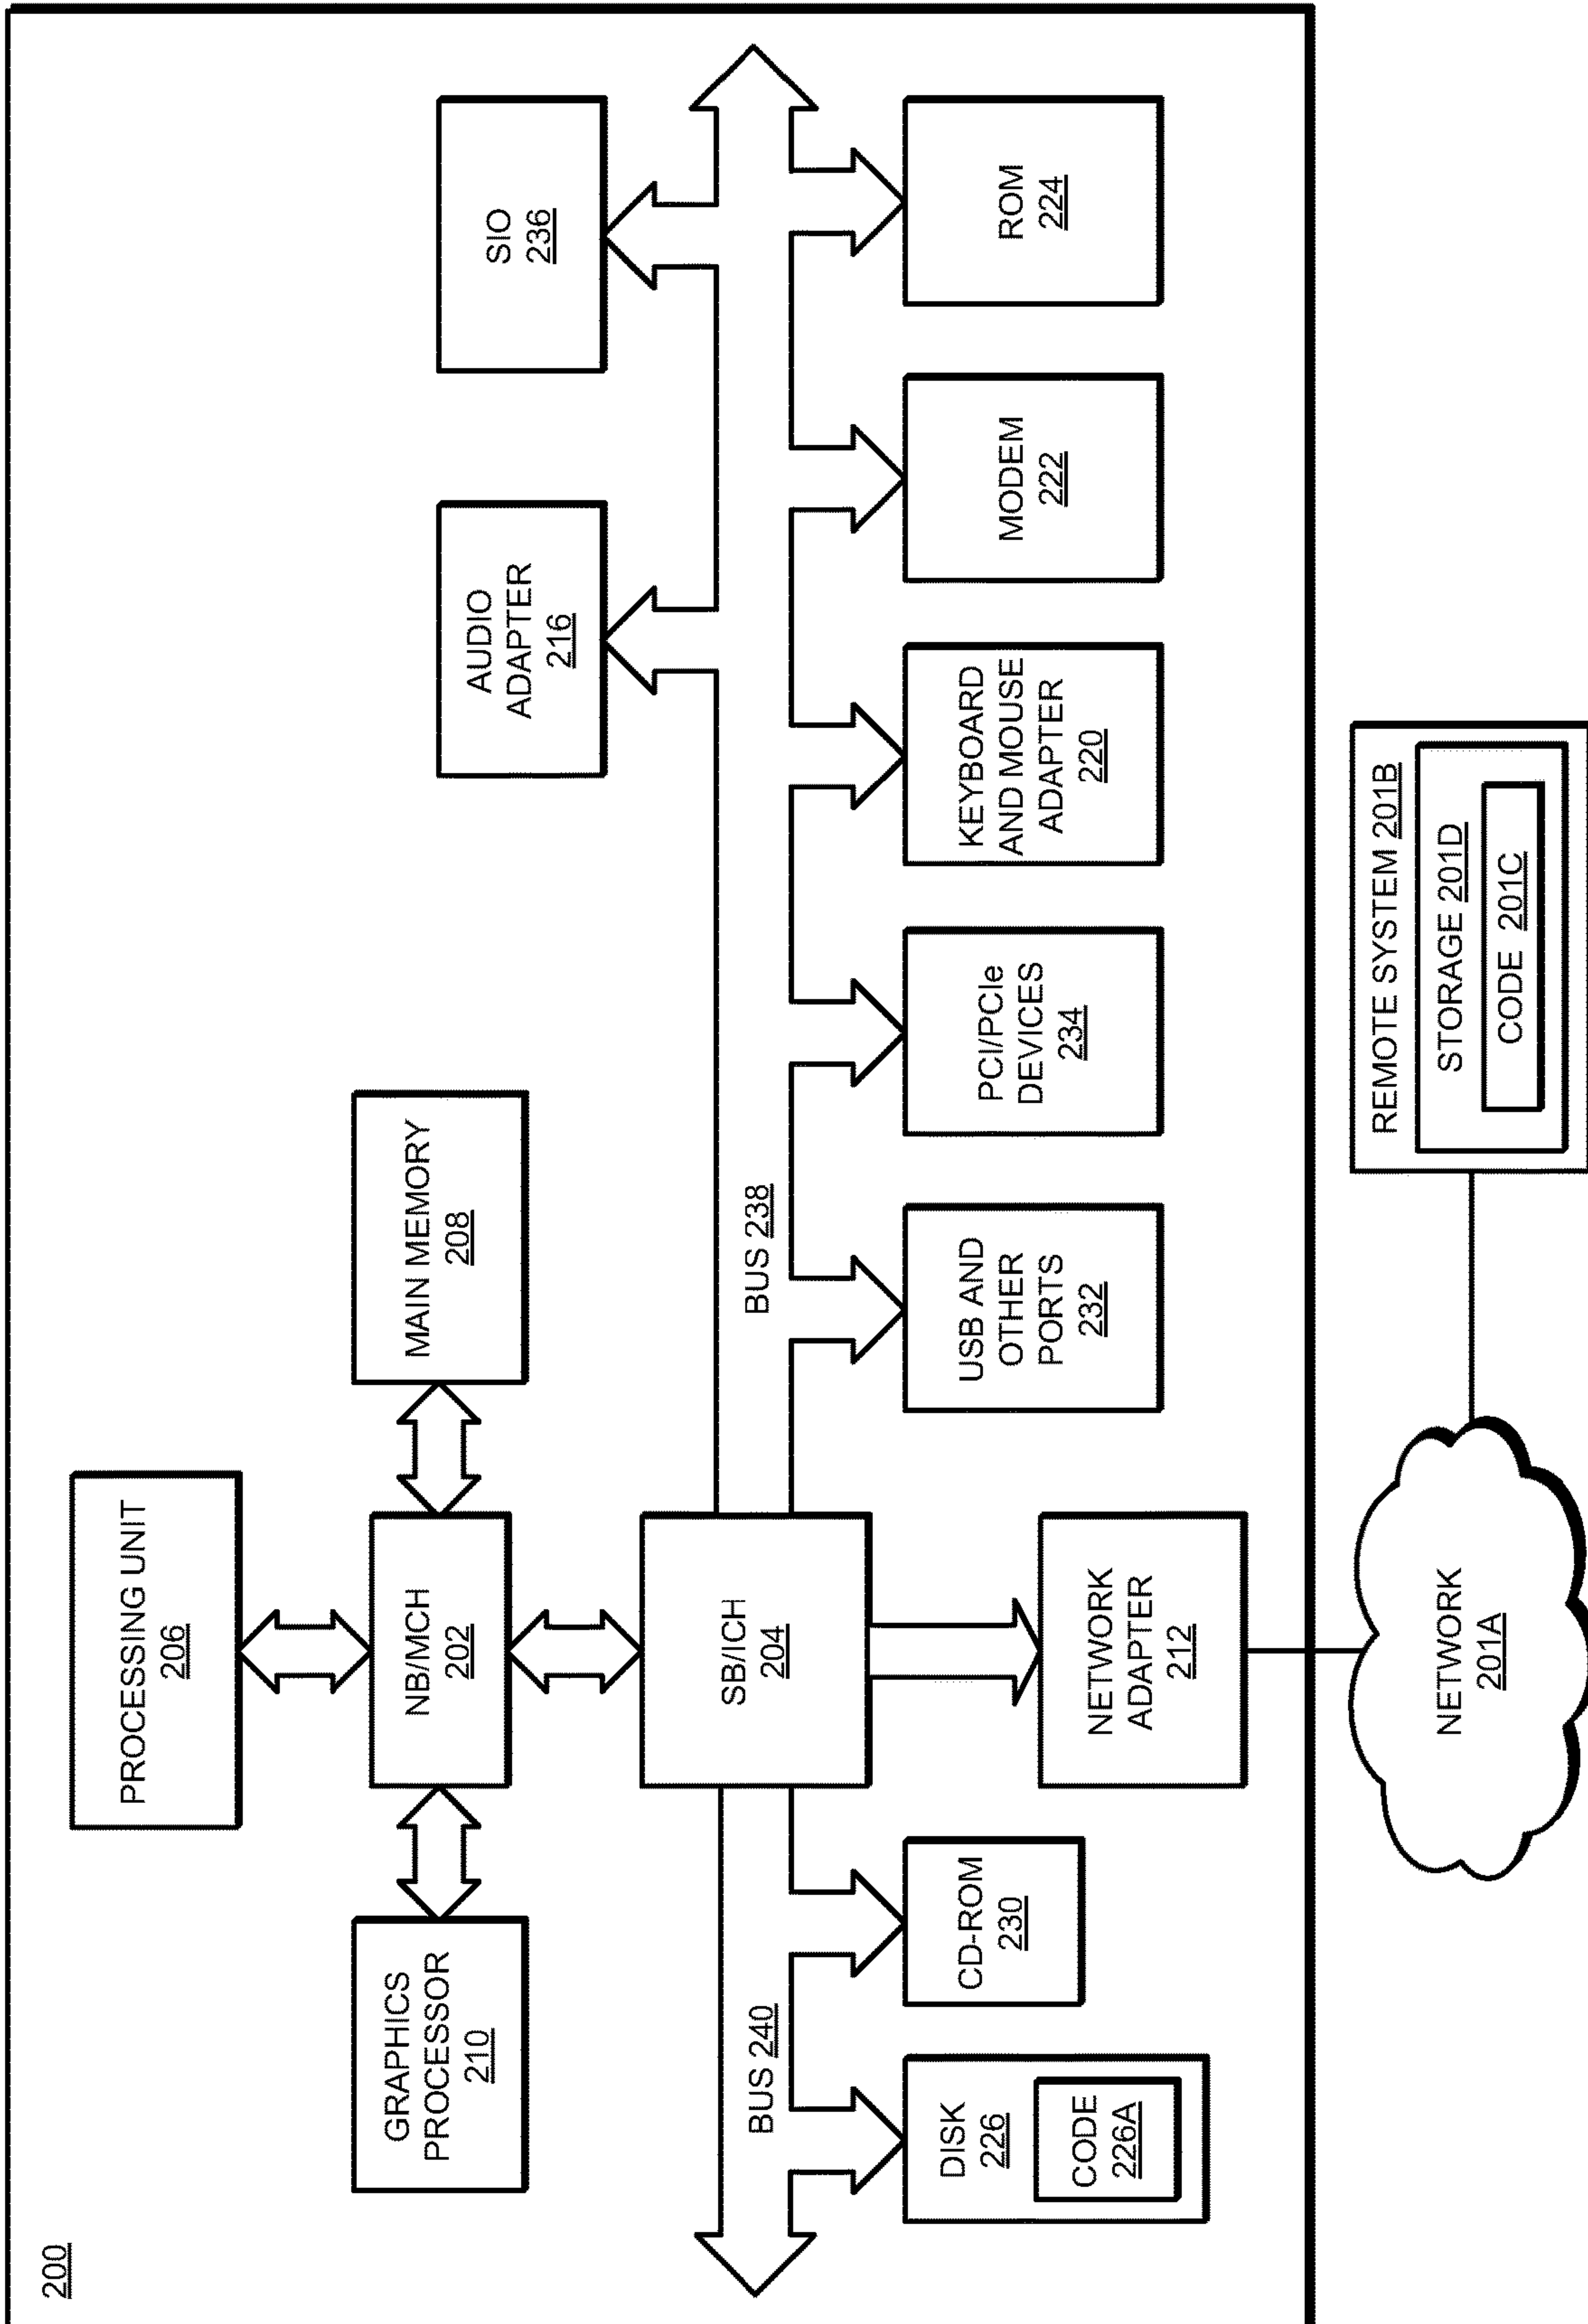 200
PROCESSING UNIT
206
GRAPHICS
PROCESSOR
210
NB/MCH
202
MAIN MEMORY
208
AUDIO
ADAPTER
216
SIO
236
SB/ICH
204
BUS 240
BUS 238
DISK
226
CODE
226A
CD-ROM
230
NETWORK
ADAPTER
212
USB AND
OTHER
PORTS
232
PCI/PCIe
DEVICES
234
KEYBOARD
AND MOUSE
ADAPTER
220
MODEM
222
ROM
224
NETWORK
201A
REMOTE SYSTEM 201B
STORAGE 201D
CODE 201C